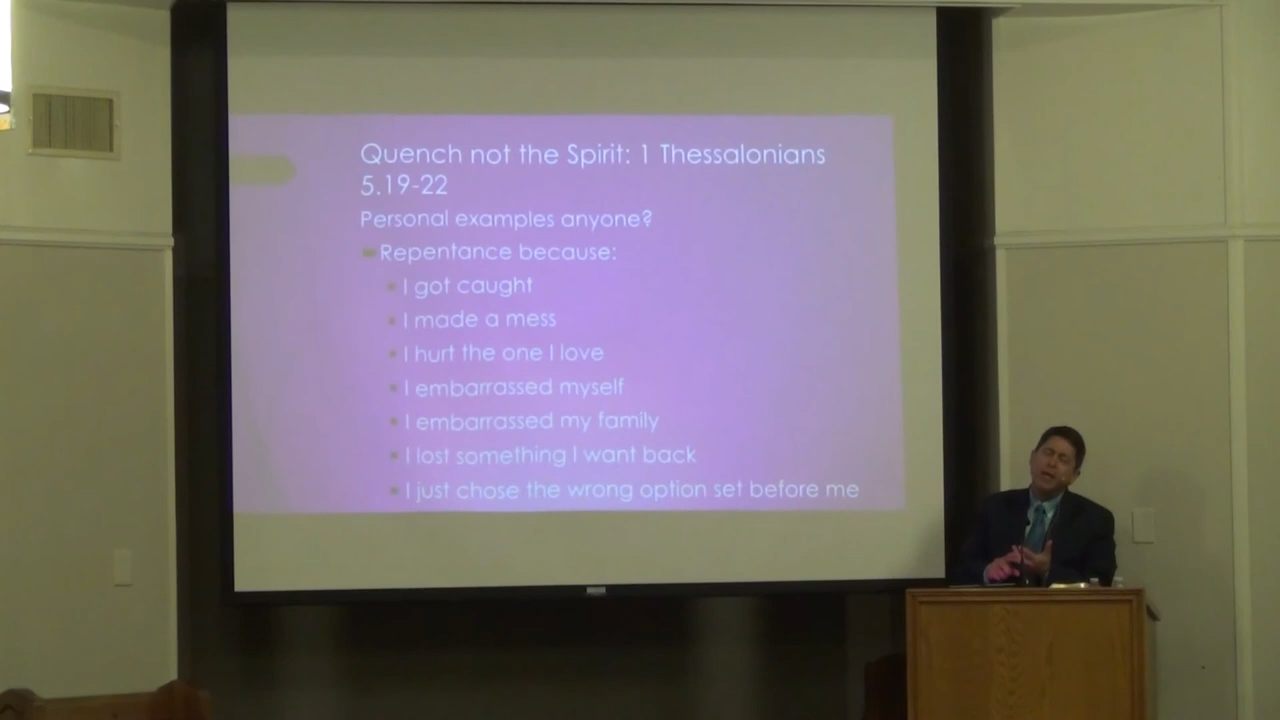 Quench not the Spirit: 1 Thessalonians
5.19-22
Personal examples anyone?
Repentance because:
I got caught
I made a mess
I hurt the one I love
I embarrassed myself
I embarrassed my family
I lost something I want back
I just chose the wrong option set before me